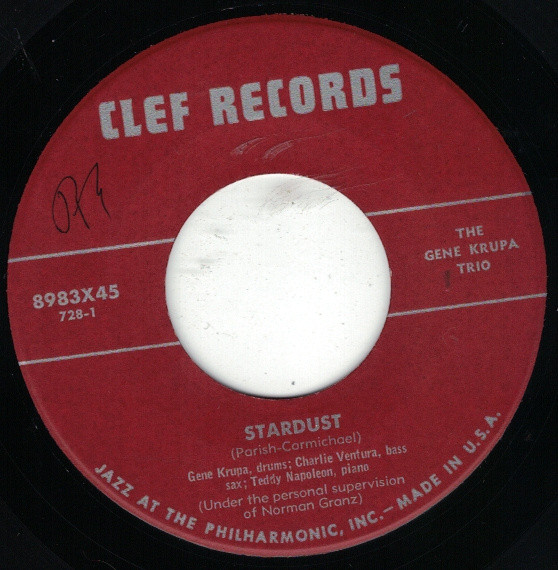 CLEF RECORDS
8983X45
728-1
THE
GENE KRUPA
TRIO
STARDUST
(Parish-Carmichael)
Gene Krupa, drums; Charlie Ventura, bass
sax; Teddy Napoleon, piano
(Under the personal supervision
of Norman Granz)
JAZZ AT THE PHILHARMONIC, INC.—MADE IN U.S.A.